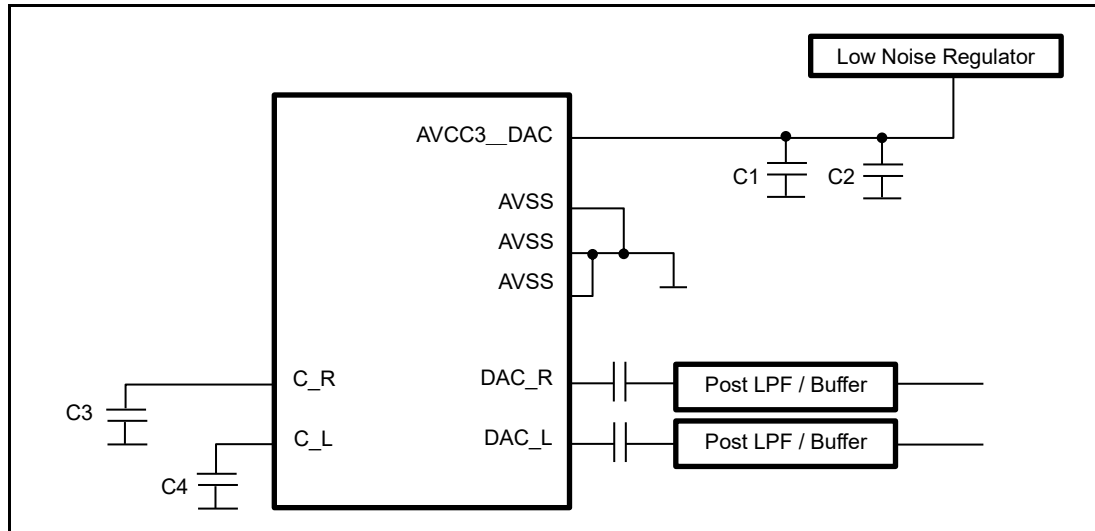 Low Noise Regulator
AVCC3__DAC
C1
C2
AVSS
AVSS
AVSS
C_R
DAC_R
Post LPF / Buffer
C3
C_L
DAC_L
Post LPF / Buffer
C4